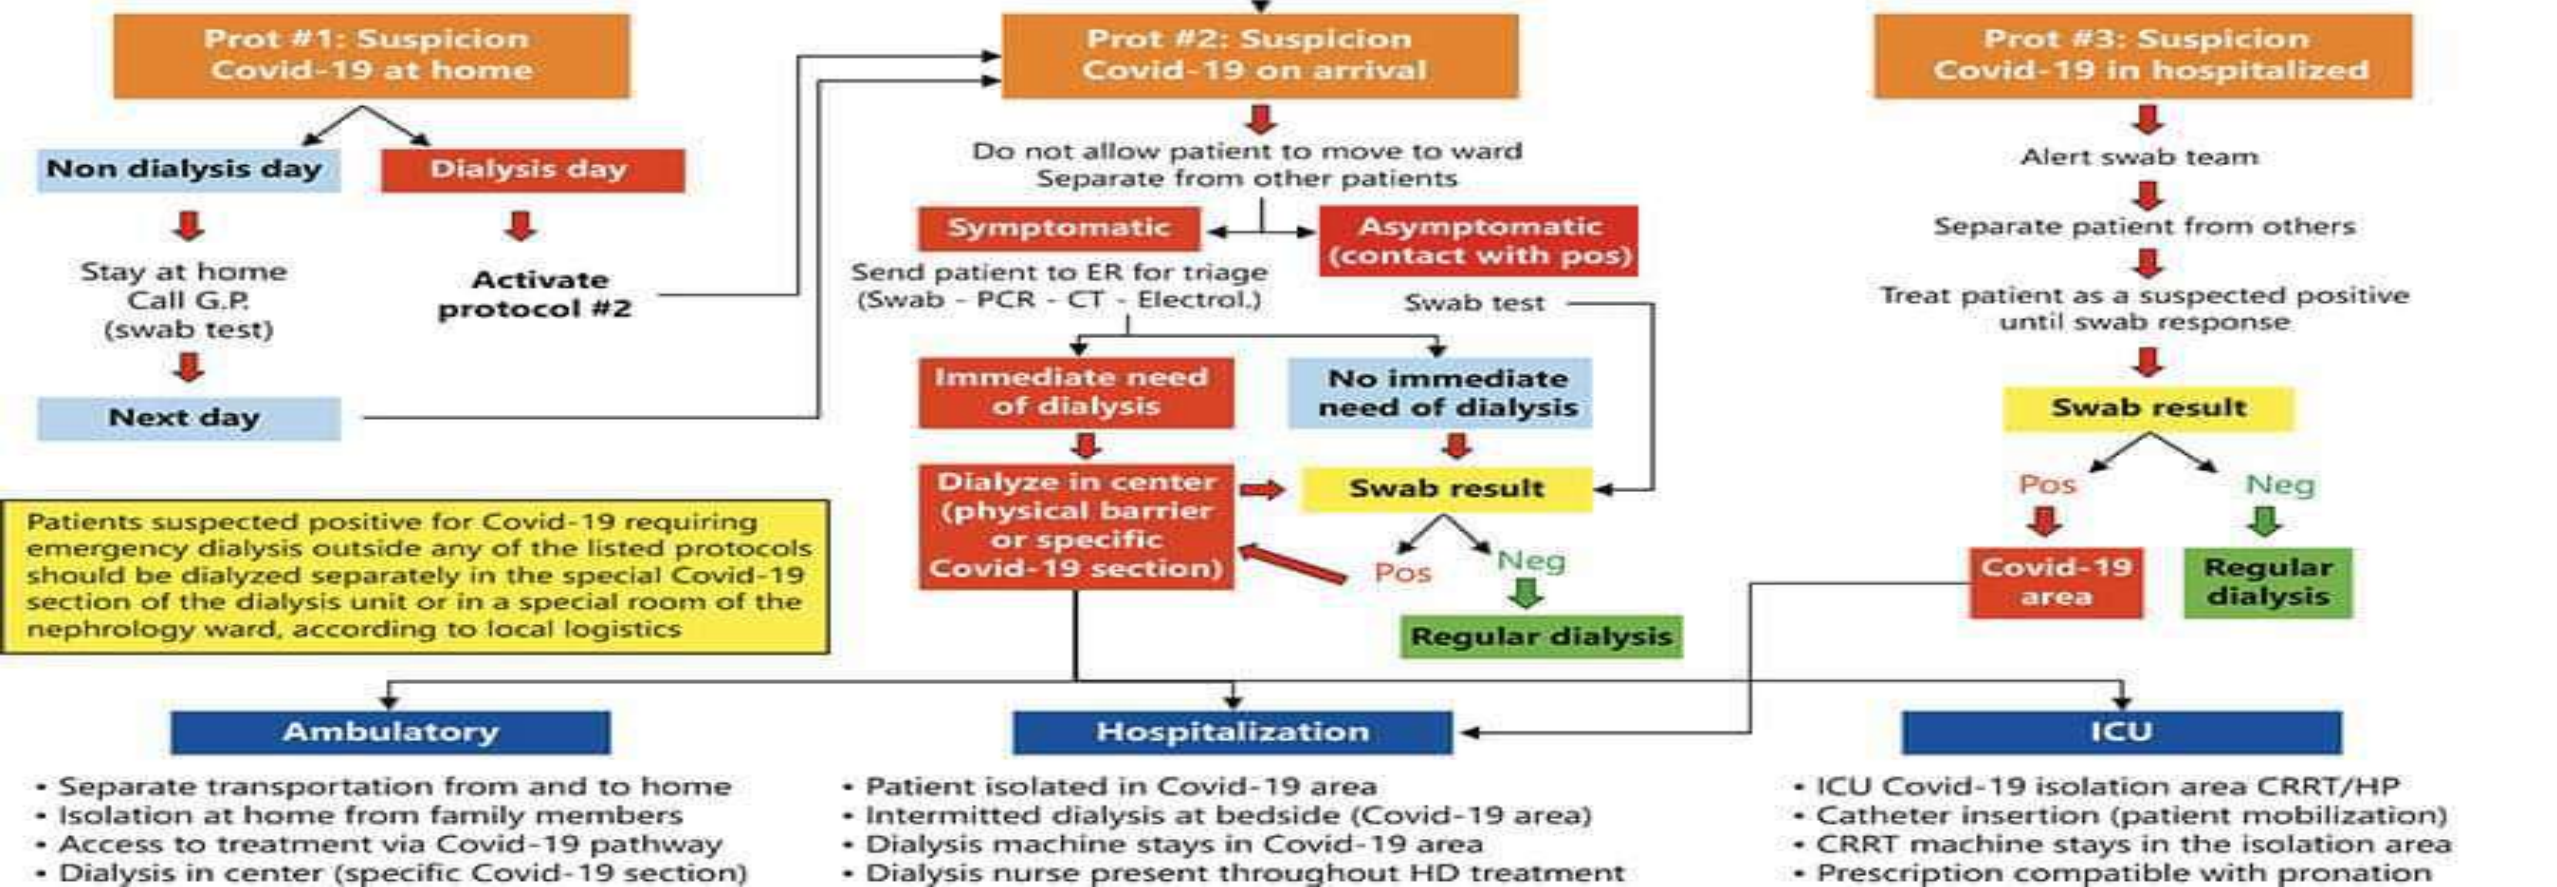 Prot #1: Suspicion
Covid-19 at home
Non dialysis day
Dialysis day
Stay at home
Call G.P.
(swab test)
Activate
protocol #2
Next day
Patients suspected positive for Covid-19 requiring
emergency dialysis outside any of the listed protocols
should be dialyzed separately in the special Covid-19
section of the dialysis unit or in a special room of the
nephrology ward, according to local logistics
Prot #2: Suspicion
Covid-19 on arrival
Do not allow patient to move to ward
Separate from other patients
Symptomatic
Asymptomatic
(contact with pos)
Send patient to ER for triage
(Swab - PCR - CT - Electrol.)
Swab test
Immediate need
of dialysis
No immediate
need of dialysis
Dialyze in center
(physical barrier
or specific
Covid-19 section)
Swab result
Pos
Neg
Regular dialysis
Prot #3: Suspicion
Covid-19 in hospitalized
Alert swab team
Separate patient from others
Treat patient as a suspected positive
until swab response
Swab result
Pos
Neg
Covid-19
area
Regular
dialysis
Ambulatory
• Separate transportation from and to home
• Isolation at home from family members
• Access to treatment via Covid-19 pathway
• Dialysis in center (specific Covid-19 section)
Hospitalization
• Patient isolated in Covid-19 area
• Intermitted dialysis at bedside (Covid-19 area)
• Dialysis machine stays in Covid-19 area
• Dialysis nurse present throughout HD treatment
ICU
• ICU Covid-19 isolation area CRRT/HP
• Catheter insertion (patient mobilization)
• CRRT machine stays in the isolation area
• Prescription compatible with pronation